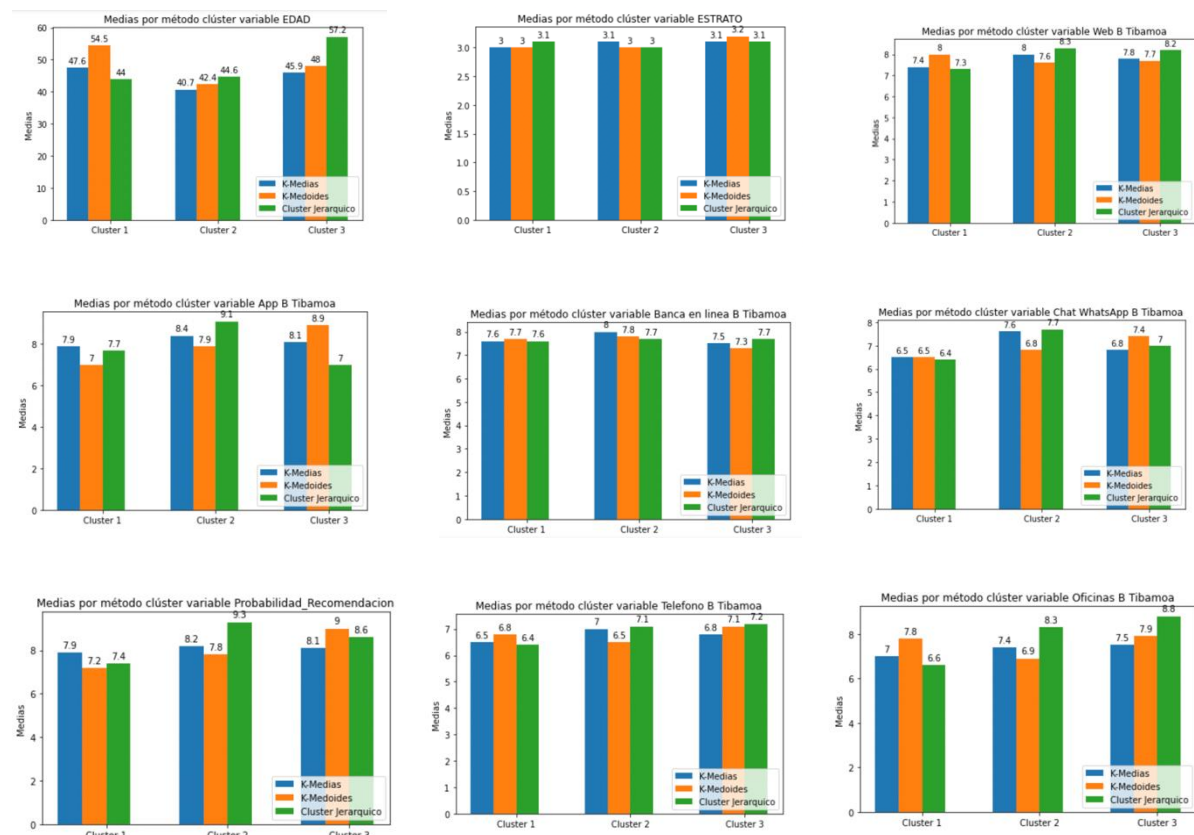 Medias por método clúster variable EDAD
60
50
40
30
20
10
0
Medias
47.6
54.5
44
40.7
42.4
44.6
45.9
48
57.2
K-Medias
K-Medoides
Cluster Jerarquico
Cluster 1
Cluster 2
Cluster 3
Medias por método clúster variable ESTRATO
3.0
2.5
2.0
1.5
1.0
0.5
0.0
Medias
3
3
3.1
3.1
3
3
3.1
3.2
3.1
K-Medias
K-Medoides
Cluster Jerarquico
Cluster 1
Cluster 2
Cluster 3
Medias por método clúster variable Web B Tibamoa
8
7
6
5
4
3
2
1
0
Medias
7.4
8
7.3
8
7.6
8.3
7.8
7.7
8.2
K-Medias
K-Medoides
Cluster Jerarquico
Cluster 1
Cluster 2
Cluster 3
Medias por método clúster variable App B Tibamoa
8
6
4
2
0
Medias
7.9
7
7.7
8.4
7.9
9.1
8.1
8.9
7
K-Medias
K-Medoides
Cluster Jerarquico
Cluster 1
Cluster 2
Cluster 3
Medias por método clúster variable Banca en linea B Tibamoa
8
7
6
5
4
3
2
1
0
Medias
7.6
7.7
7.6
8
7.8
7.7
7.5
7.3
7.7
K-Medias
K-Medoides
Cluster Jerarquico
Cluster 1
Cluster 2
Cluster 3
Medias por método clúster variable Chat WhatsApp B Tibamoa
8
7
6
5
4
3
2
1
0
Medias
6.5
6.5
6.4
7.6
6.8
7.7
6.8
7.4
7
K-Medias
K-Medoides
Cluster Jerarquico
Cluster 1
Cluster 2
Cluster 3
Medias por método clúster variable Probabilidad_Recomendacion
8
6
4
2
0
Medias
7.9
7.2
7.4
8.2
7.8
9.3
8.1
9
8.6
K-Medias
K-Medoides
Cluster Jerarquico
Cluster 1
Cluster 2
Cluster 3
Medias por método clúster variable Telefono B Tibamoa
7
6
5
4
3
2
1
0
Medias
6.5
6.8
6.4
7
6.5
7.1
6.8
7.1
7.2
K-Medias
K-Medoides
Cluster Jerarquico
Cluster 1
Cluster 2
Cluster 3
Medias por método clúster variable Oficinas B Tibamoa
8
6
4
2
0
Medias
7
7.8
6.6
7.4
6.9
8.3
7.5
7.9
8.8
K-Medias
K-Medoides
Cluster Jerarquico
Cluster 1
Cluster 2
Cluster 3